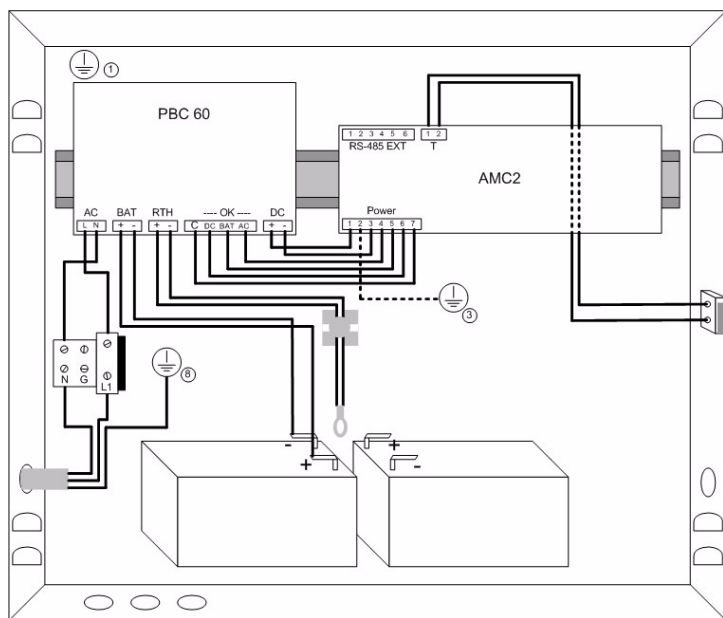 1
PBC 60
1 2 3 4 5 6
1 2
RS-485 EXT
T
AMC2
AC
BAT
RTH
---- OK ----
DC
Power
L N
+ -
+ -
C DC BAT AC
+ -
1 2 3 4 5 6 7
3
8
N
G
L1
-
+
+
-